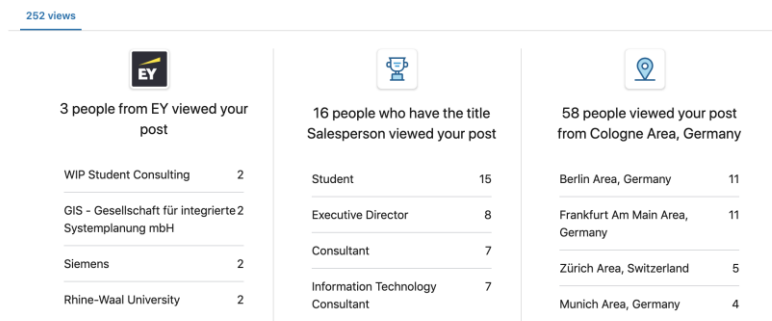 252 views
EY
3 people from EY viewed your
post
WIP Student Consulting 2
GIS - Gesellschaft für integrierte 2
Systemplanung mbH
Siemens 2
Rhine-Waal University 2
16 people who have the title
Salesperson viewed your post
Student 15
Executive Director 8
Consultant 7
Information Technology 7
Consultant
58 people viewed your post
from Cologne Area, Germany
Berlin Area, Germany 11
Frankfurt Am Main Area, 11
Germany
Zürich Area, Switzerland 5
Munich Area, Germany 4